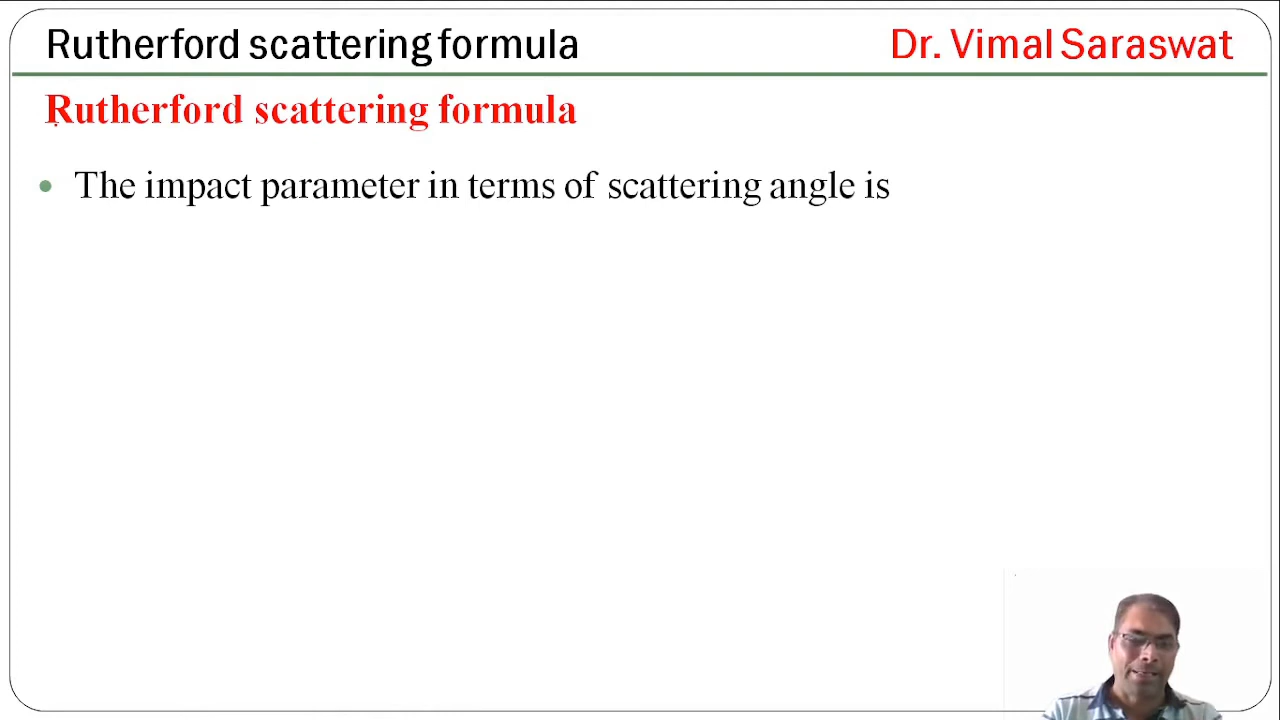 Rutherford scattering formula
Dr. Vimal Saraswat
Rutherford scattering formula
• The impact parameter in terms of scattering angle is